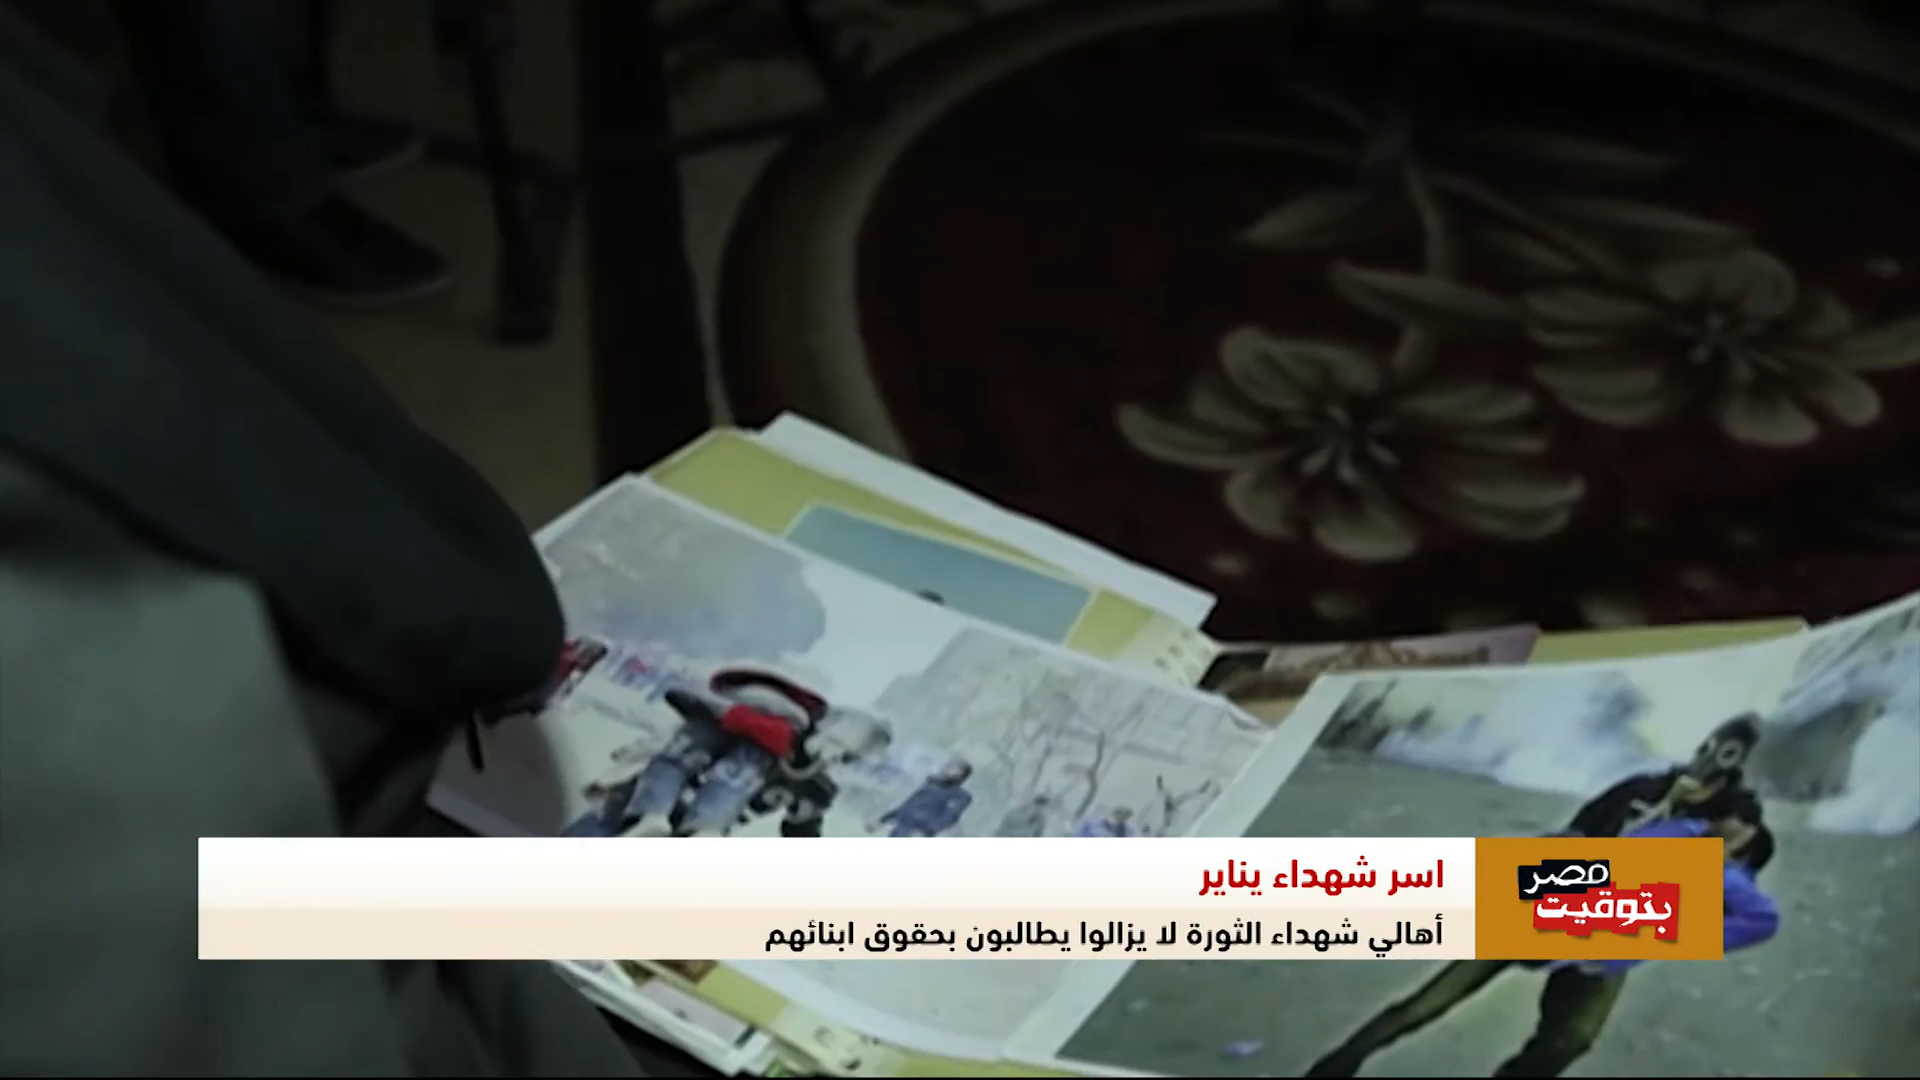 اسر شهداء يناير
أهالي شهداء الثورة لا يزالوا يطالبون بحقوق ابنائهم
مصر
بتوقيت